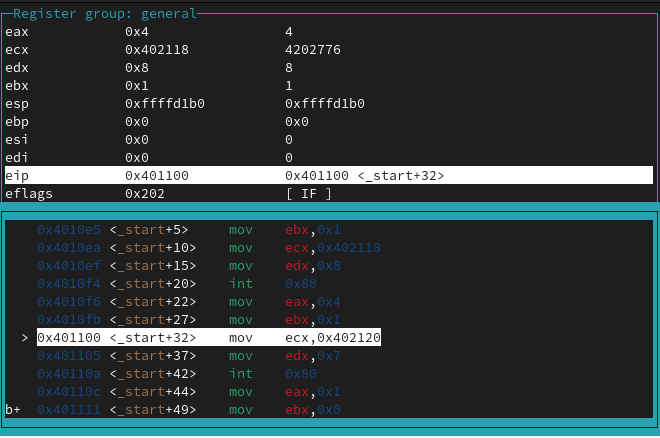 Register group: general
eax 0x4 4
ecx 0x402118 4202776
edx 0x8 8
ebx 0x1 1
esp 0xffffd1b0 0xffffd1b0
ebp 0x0 0x0
esi 0x0 0
edi 0x0 0
eip 0x401100 0x401100 <_start+32>
eflags 0x202 [ IF ]
0x4010e5 <_start+5> mov ebx,0x1
0x4010ea <_start+10> mov ecx,0x402118
0x4010ef <_start+15> mov edx,0x8
0x4010f4 <_start+20> int 0x80
0x4010f6 <_start+22> mov eax,0x4
0x4010fb <_start+27> mov ebx,0x1
> 0x401100 <_start+32> mov ecx,0x402120
0x401105 <_start+37> mov edx,0x7
0x40110a <_start+42> int 0x80
0x40110c <_start+44> mov eax,0x1
b+ 0x401111 <_start+49> mov ebx,0x0